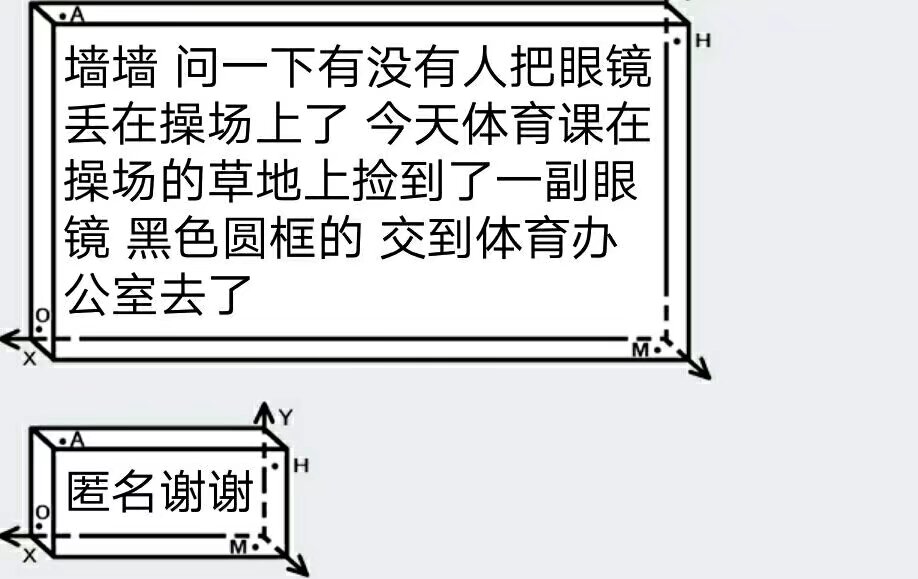 A
H
墙墙 问一下有没有人把眼镜
丢在操场上了 今天体育课在
操场的草地上捡到了一副眼
镜 黑色圆框的 交到体育办
公室去了
O
X
M
Y
A
H
匿名谢谢
O
X
M